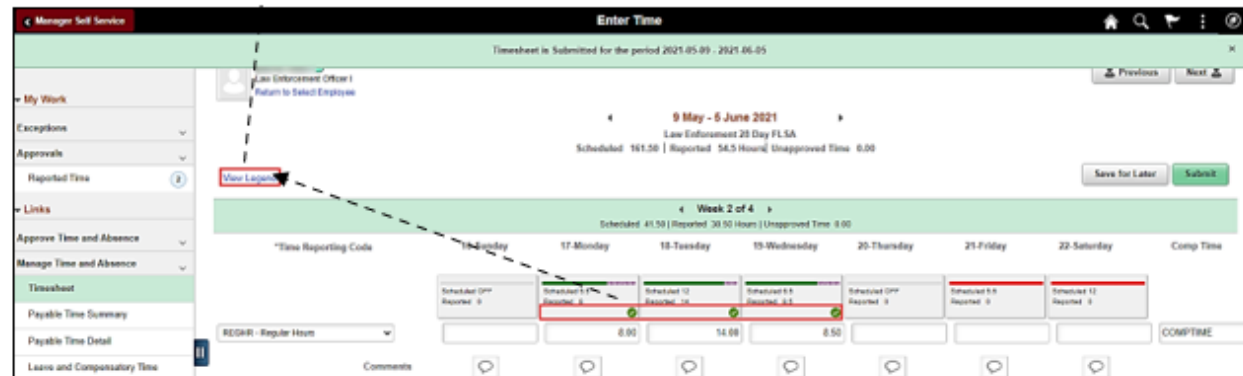 Manager Self Service
Enter Time
Timesheet is Submitted for the period 2021-05-09 - 2021-06-05
Law Enforcement Officer I
Return to Select Employee
Previous Next
My Work
Exceptions
Approvals
Reported Time 2
Links
Approve Time and Absence
Manage Time and Absence
Timesheet
Payable Time Summary
Payable Time Detail
Leave and Compensatory Time
9 May - 5 June 2021
Law Enforcement 28 Day FLSA
Scheduled 161.50 | Reported 54.5 Hours| Unapproved Time 0.00
View Legend
Save for Later Submit
Week 2 of 4
Scheduled 41.50 | Reported 30.50 Hours | Unapproved Time 0.00
*Time Reporting Code 16-Sunday 17-Monday 18-Tuesday 19-Wednesday 20-Thursday 21-Friday 22-Saturday Comp Time
Scheduled OFF Scheduled Scheduled 12 Scheduled Scheduled OFF Scheduled Scheduled 12
Reported 0 Reported 8 Reported 14 Reported 8.5 Reported 0 Reported 0 Reported 0
REGHR - Regular Hours 8.00 14.00 8.50 COMPTIME
Comments